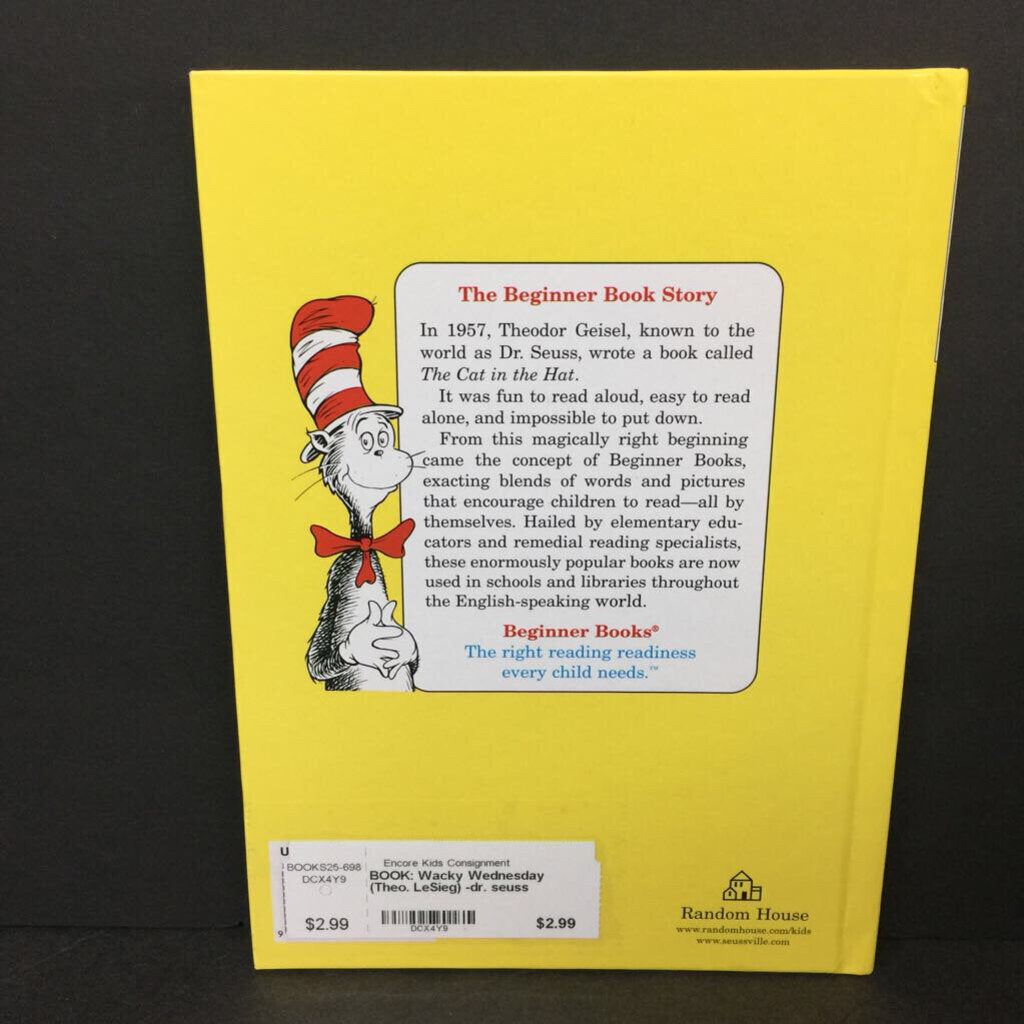 The Beginner Book Story
In 1957, Theodor Geisel, known to the
world as Dr. Seuss, wrote a book called
The Cat in the Hat.
It was fun to read aloud, easy to read
alone, and impossible to put down.
From this magically right beginning
came the concept of Beginner Books,
exacting blends of words and pictures
that encourage children to read—all by
themselves. Hailed by elementary edu-
cators and remedial reading specialists,
these enormously popular books are now
used in schools and libraries throughout
the English-speaking world.
Beginner Books®
The right reading readiness
every child needs.™
U
BOOKS25-698
DCX4Y9
$2.99
Encore Kids Consignment
BOOK: Wacky Wednesday
(Theo. LeSieg) -dr. seuss
DCX4Y9
$2.99
Random House
www.randomhouse.com/kids
www.seussville.com